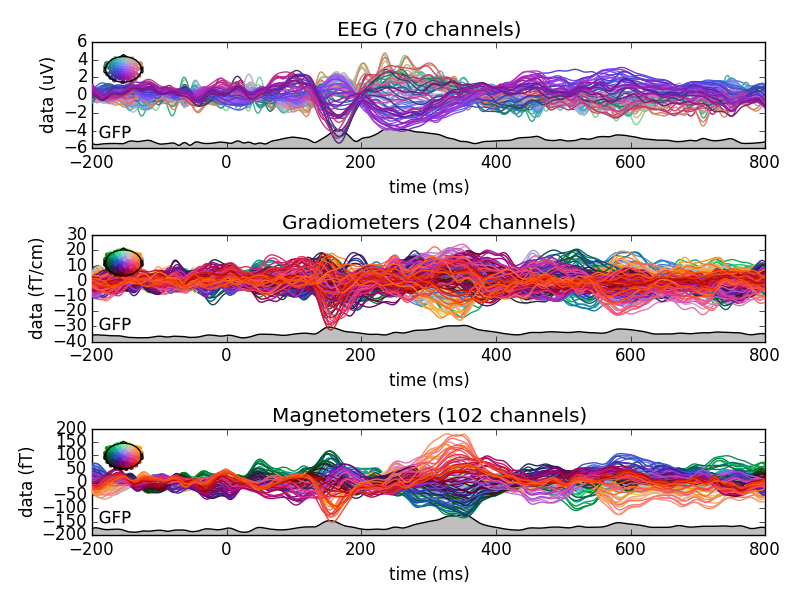 EEG (70 channels)
6
4
2
0
−2
−4
−6
data (uV)
GFP
−200 0 200 400 600 800
time (ms)
Gradiometers (204 channels)
30
20
10
0
−10
−20
−30
−40
data (fT/cm)
GFP
−200 0 200 400 600 800
time (ms)
Magnetometers (102 channels)
200
150
100
50
0
−50
−100
−150
−200
data (fT)
GFP
−200 0 200 400 600 800
time (ms)